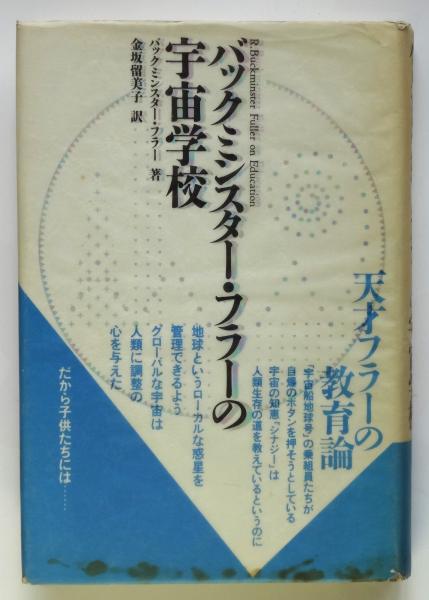 バックミンスター・フラーの
宇宙学校
R.Buckminster Fuller on Education
バックミンスター・フラー 著
金坂留美子 訳
天才フラーの
教育論
「宇宙船地球号」の乗組員たちが
自爆のボタンを押そうとしている
宇宙の知恵「シナジー」は
人類生存の道を教えているというのに
地球というローカルな惑星を
管理できるよう
グローバルな宇宙は
人類に調整の
心を与えた
だから子供たちには……